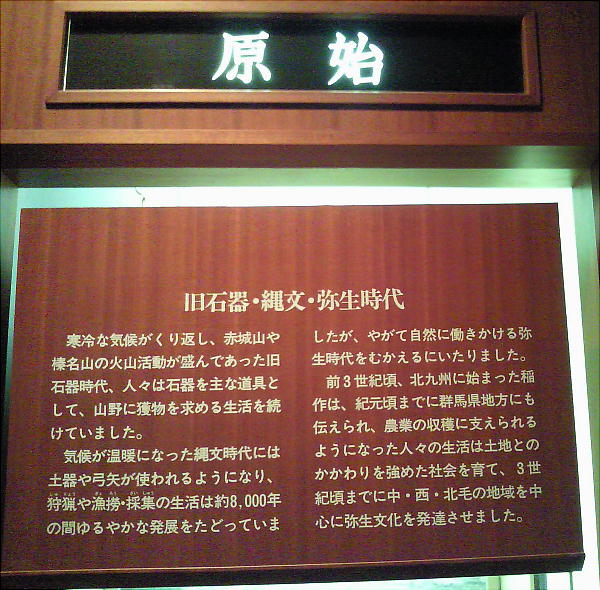 原始
旧石器・縄文・弥生時代
寒冷な気候がくり返し、赤城山や
榛名山の火山活動が盛んであった旧
石器時代、人々は石器を主な道具と
して、山野に獲物を求める生活を続
けていました。
気候が温暖になった縄文時代には
土器や弓矢が使われるようになり、
狩猟や漁撈・採集の生活は約8,000年
の間ゆるやかな発展をたどっていま
したが、やがて自然に働きかける弥
生時代をむかえるにいたりました。
前3世紀頃、北九州に始まった稲
作は、紀元頃までに群馬県地方にも
伝えられ、農業の収穫に支えられる
ようになった人々の生活は土地との
かかわりを強めた社会を育て、3世
紀頃までに中・西・北毛の地域を中
心に弥生文化を発達させました。